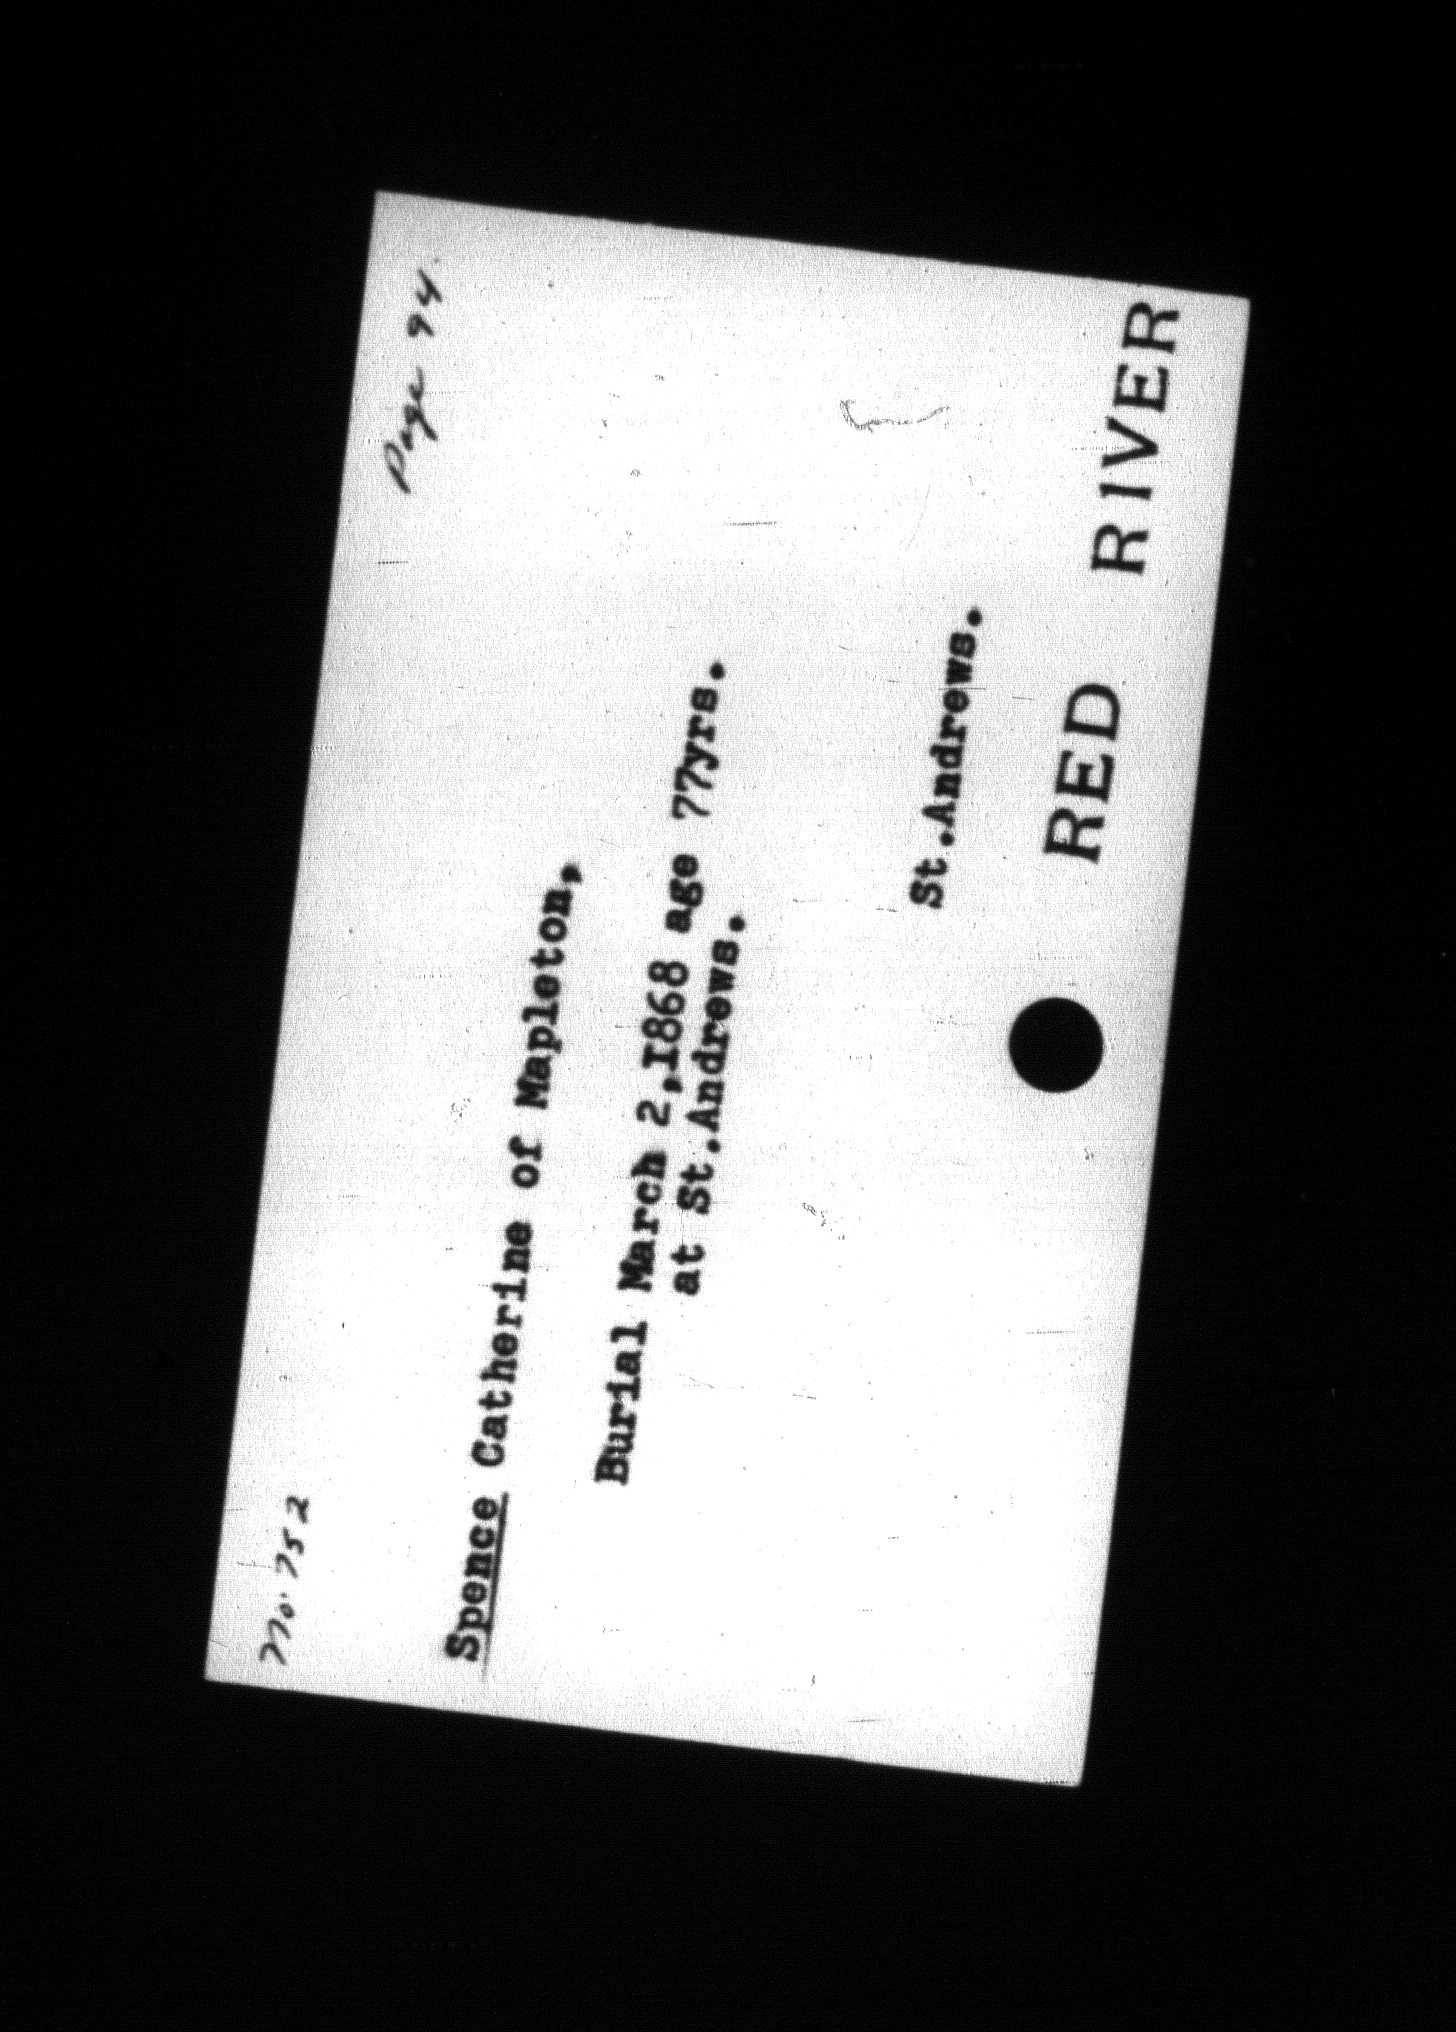 No. 752
Page 94.
Spence Catherine of Mapleton,
Burial March 2,I868 age 77yrs.
at St.Andrews.
St.Andrews.
RED RIVER